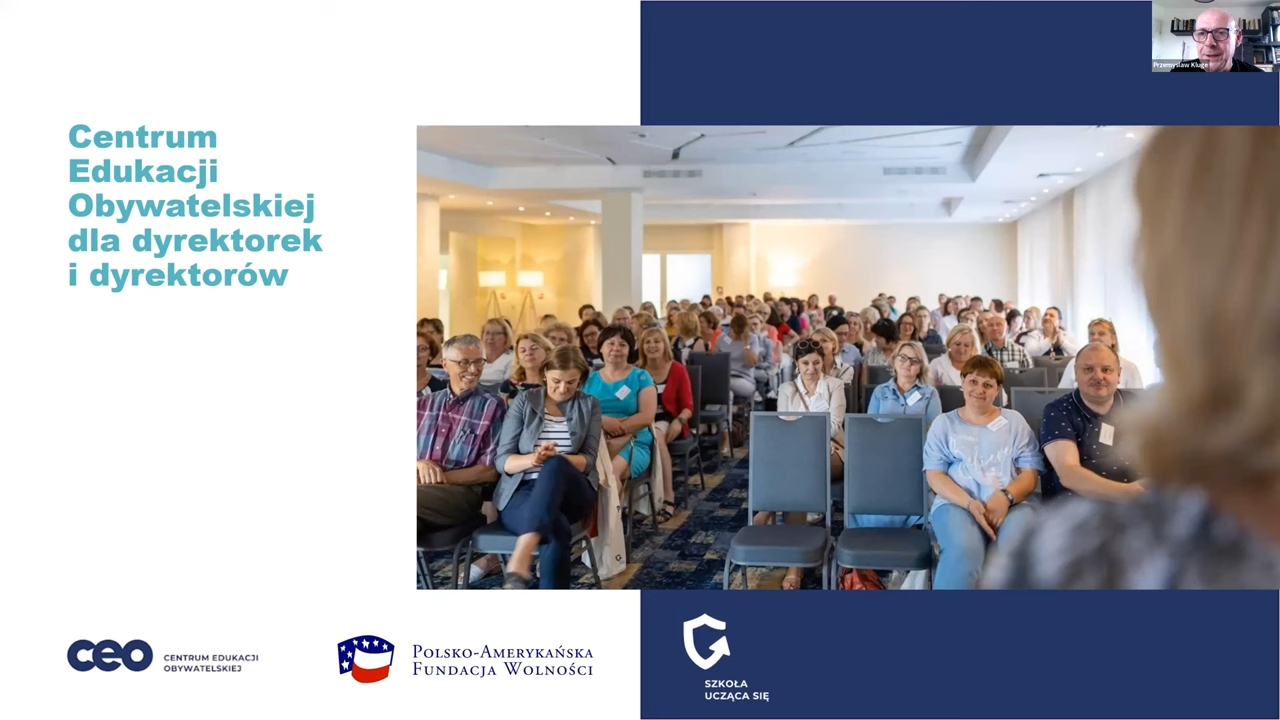 Przemysław Kluge
Centrum
Edukacji
Obywatelskiej
dla dyrektorek
i dyrektorów
ceo
CENTRUM EDUKACJI
OBYWATELSKIEJ
POLSKO-AMERYKAŃSKA
FUNDACJA WOLNOŚCI
SZKOŁA
UCZĄCA SIĘ